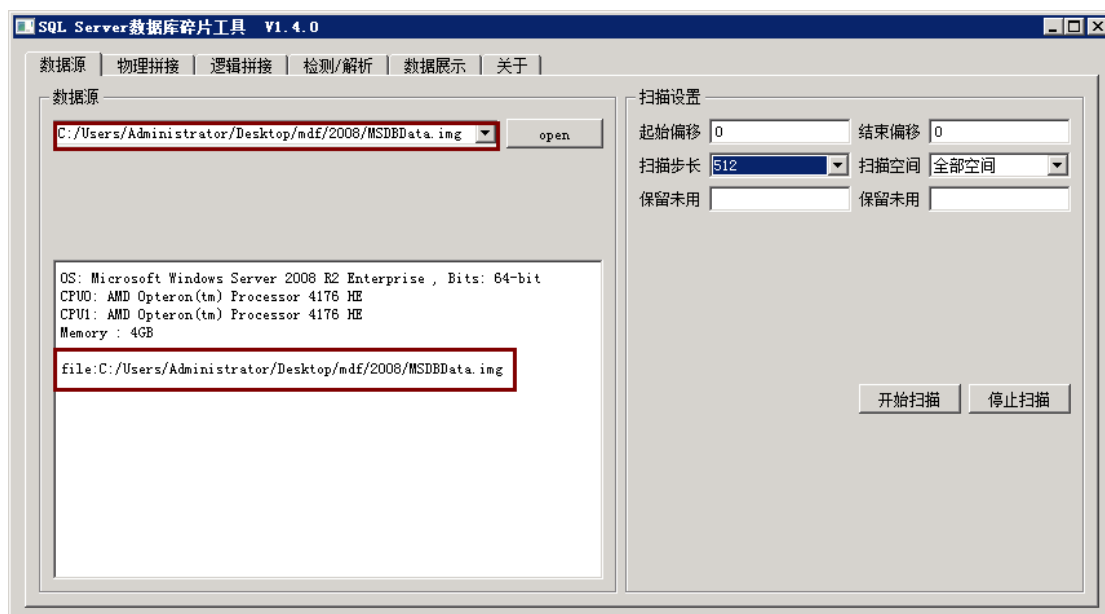 SQL Server数据库碎片工具 V1.4.0
数据源 物理拼接 逻辑拼接 检测/解析 数据展示 关于
数据源
C:/Users/Administrator/Desktop/mdf/2008/MSDBData.img open
OS: Microsoft Windows Server 2008 R2 Enterprise , Bits: 64-bit
CPU0: AMD Opteron(tm) Processor 4176 HE
CPU1: AMD Opteron(tm) Processor 4176 HE
Memory : 4GB
file:C:/Users/Administrator/Desktop/mdf/2008/MSDBData.img
扫描设置
起始偏移 0 结束偏移 0
扫描步长 512 扫描空间 全部空间
保留未用 保留未用
开始扫描 停止扫描